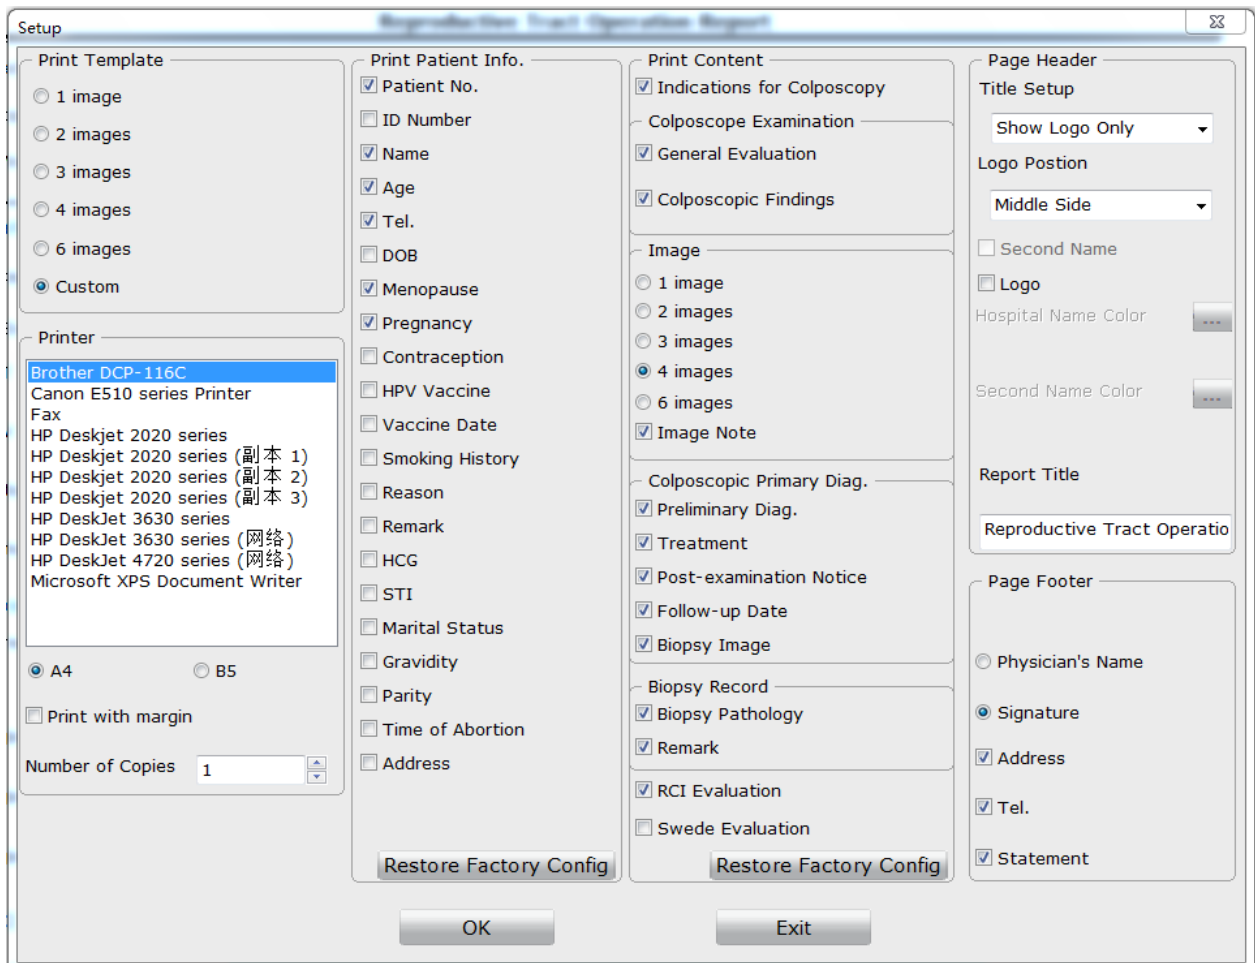 Reproductive Tract Operation Report
Setup
Print Template
1 image
2 images
3 images
4 images
6 images
Custom
Printer
Brother DCP-116C
Canon E510 series Printer
Fax
HP Deskjet 2020 series
HP Deskjet 2020 series (副本 1)
HP Deskjet 2020 series (副本 2)
HP Deskjet 2020 series (副本 3)
HP DeskJet 3630 series
HP DeskJet 3630 series (网络)
HP DeskJet 4720 series (网络)
Microsoft XPS Document Writer
A4
B5
Print with margin
Number of Copies
1
Print Patient Info.
Patient No.
ID Number
Name
Age
Tel.
DOB
Menopause
Pregnancy
Contraception
HPV Vaccine
Vaccine Date
Smoking History
Reason
Remark
HCG
STI
Marital Status
Gravidity
Parity
Time of Abortion
Address
Restore Factory Config
Print Content
Indications for Colposcopy
Colposcope Examination
General Evaluation
Colposcopic Findings
Image
1 image
2 images
3 images
4 images
6 images
Image Note
Colposcopic Primary Diag.
Preliminary Diag.
Treatment
Post-examination Notice
Follow-up Date
Biopsy Image
Biopsy Record
Biopsy Pathology
Remark
RCI Evaluation
Swede Evaluation
Restore Factory Config
Page Header
Title Setup
Show Logo Only
Logo Postion
Middle Side
Second Name
Logo
Hospital Name Color
...
Second Name Color
...
Report Title
Reproductive Tract Operatio
Page Footer
Physician's Name
Signature
Address
Tel.
Statement
OK
Exit